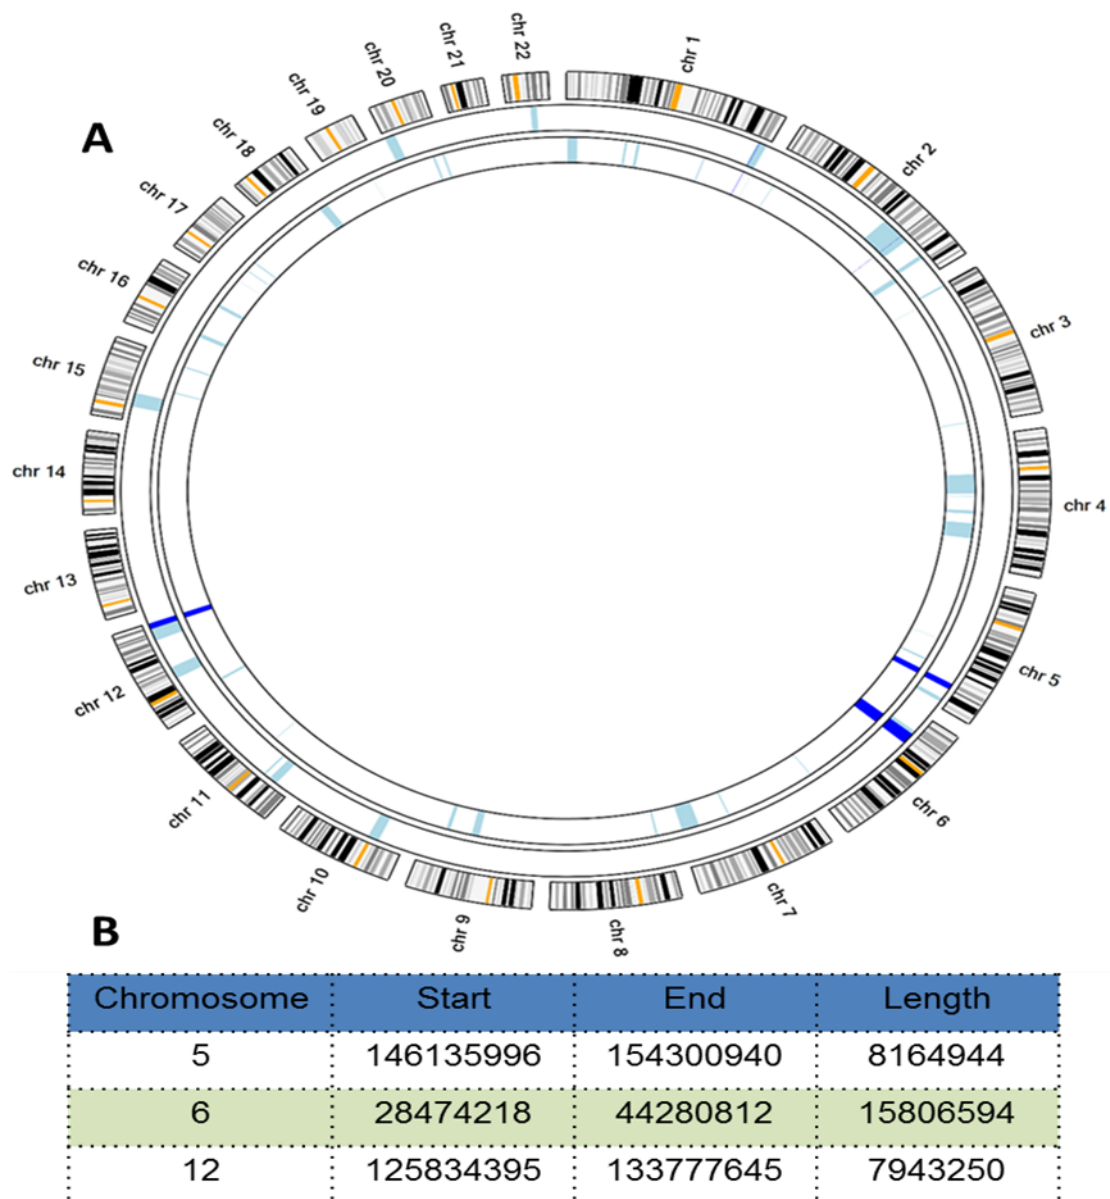 A
chr 1
chr 2
chr 3
chr 4
chr 5
chr 6
chr 7
chr 8
chr 9
chr 10
chr 11
chr 12
chr 13
chr 14
chr 15
chr 16
chr 17
chr 18
chr 19
chr 20
chr 21
chr 22
B
Chromosome Start End Length
5 146135996 154300940 8164944
6 28474218 44280812 15806594
12 125834395 133777645 7943250